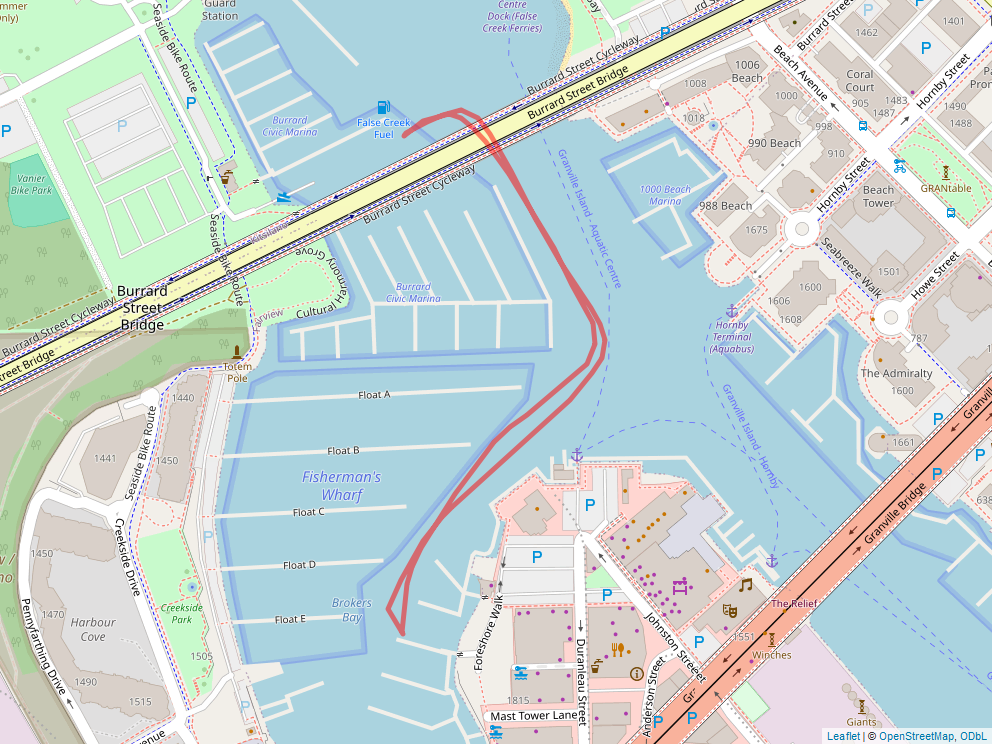 Guard
Station
Centre
Dock (False
Creek Ferries)
Seaside Bike Route
P
Burrard Street Cycleway
Burrard Street Bridge
Burrard Street
Beach Avenue
1462
1401
P
1006
Beach
1008
Coral
Court
Hornby Street
1000
905
1483
1497
1490
1488
1018
998
990 Beach
910
P
P
P
Burrard
Civic Marina
False Creek
Fuel
Vanier
Bike Park
Burrard Street Cycleway
Granville Island - Aquatic Centre
1000 Beach
Marina
988 Beach
1675
Hornby Street
Beach
Tower
GRANtable
Seaside Bike Route
Kitsilano
Fairview
Cultural Harmony Grove
Burrard
Civic Marina
Seabreeze Walk
1501
Howe Street
1600
1606
1608
Burrard
Street
Bridge
Burrard Street Cycleway
Street Bridge
Totem
Pole
Hornby
Terminal
(Aquabus)
787
The Admiralty
1600
1661
P
Float A
Float B
Fisherman's
Wharf
Float C
Float D
Float E
Brokers
Bay
1440
1441
1450
Seaside Bike Route
Creekside Drive
P
Granville Island - Hornby
Granville Bridge
P
P
P
P
P
1450
1470
Harbour
Cove
Creekside
Park
1505
1490
1515
Pennyfarthing Drive
Foreshore Walk
Duranleau Street
Johnston Street
Anderson Street
The Relief
1551
Winches
Giants
1815
Mast Tower Lane
P
P
P
P
Leaflet | © OpenStreetMap, ODbL